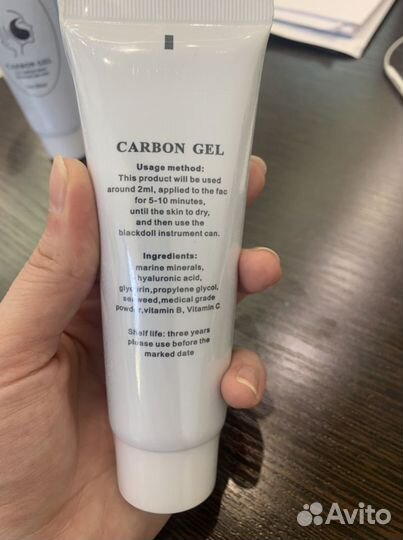 CARBON GEL
CARBON GEL
Usage method:
This product will be used
around 2ml, applied to the fac
for 5-10 minutes,
until the skin to dry,
and then use the
blackdoll instrument can.
Ingredients:
marine minerals,
hyaluronic acid,
glycerin,propylene glycol,
seaweed,medical grade
powder,vitamin B, Vitamin C
Shelf life: three years
please use before the
marked date
Avito